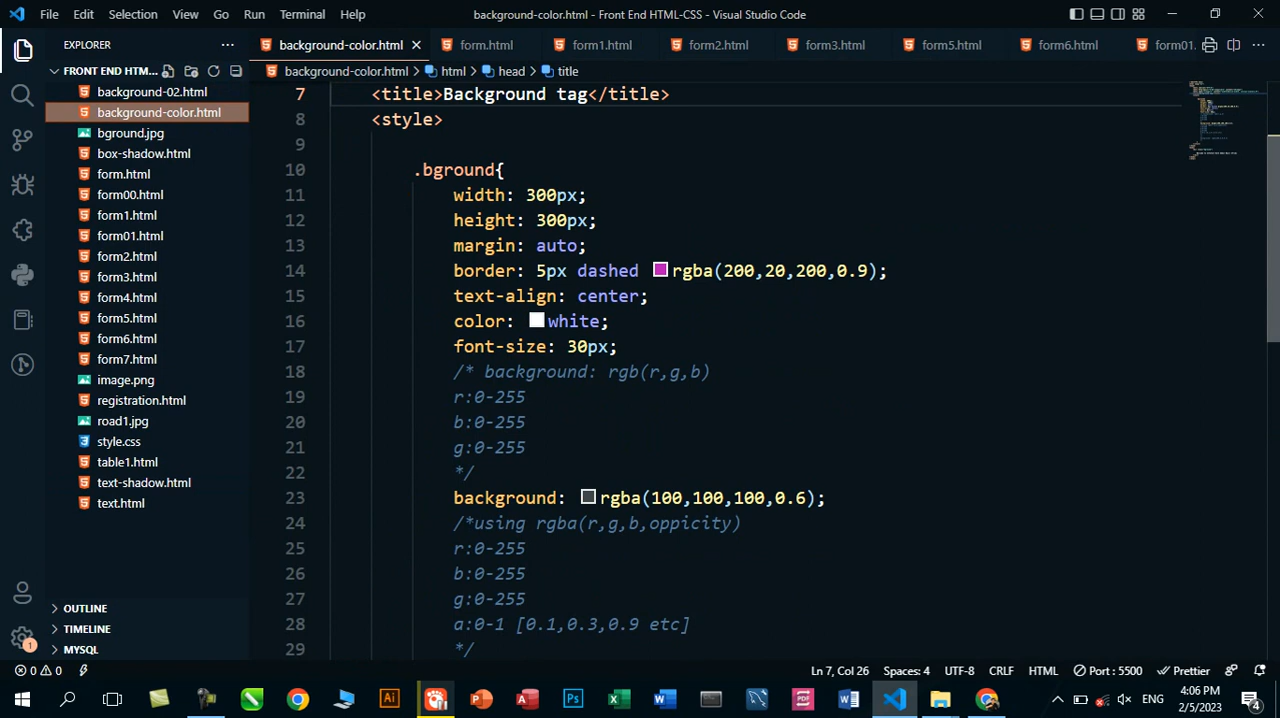 File Edit Selection View Go Run Terminal Help background-color.html - Front End HTML-CSS - Visual Studio Code
EXPLORER
background-color.html form.html form1.html form2.html form3.html form5.html form6.html form01.
FRONT END HTM...
background-color.html > html > head > title
background-02.html
background-color.html
bground.jpg
box-shadow.html
form.html
form00.html
form1.html
form01.html
form2.html
form3.html
form4.html
form5.html
form6.html
form7.html
image.png
registration.html
road1.jpg
style.css
table1.html
text-shadow.html
text.html
OUTLINE
TIMELINE
MYSQL
7 <title>Background tag</title>
8 <style>
9
10 .bground{
11 width: 300px;
12 height: 300px;
13 margin: auto;
14 border: 5px dashed rgba(200,20,200,0.9);
15 text-align: center;
16 color: white;
17 font-size: 30px;
18 /* background: rgb(r,g,b)
19 r:0-255
20 b:0-255
21 g:0-255
22 */
23 background: rgba(100,100,100,0.6);
24 /*using rgba(r,g,b,oppicity)
25 r:0-255
26 b:0-255
27 g:0-255
28 a:0-1 [0.1,0.3,0.9 etc]
29 */
1
0 0 Ln 7, Col 26 Spaces: 4 UTF-8 CRLF HTML Port : 5500 Prettier
ENG 4:06 PM
2/5/2023 4